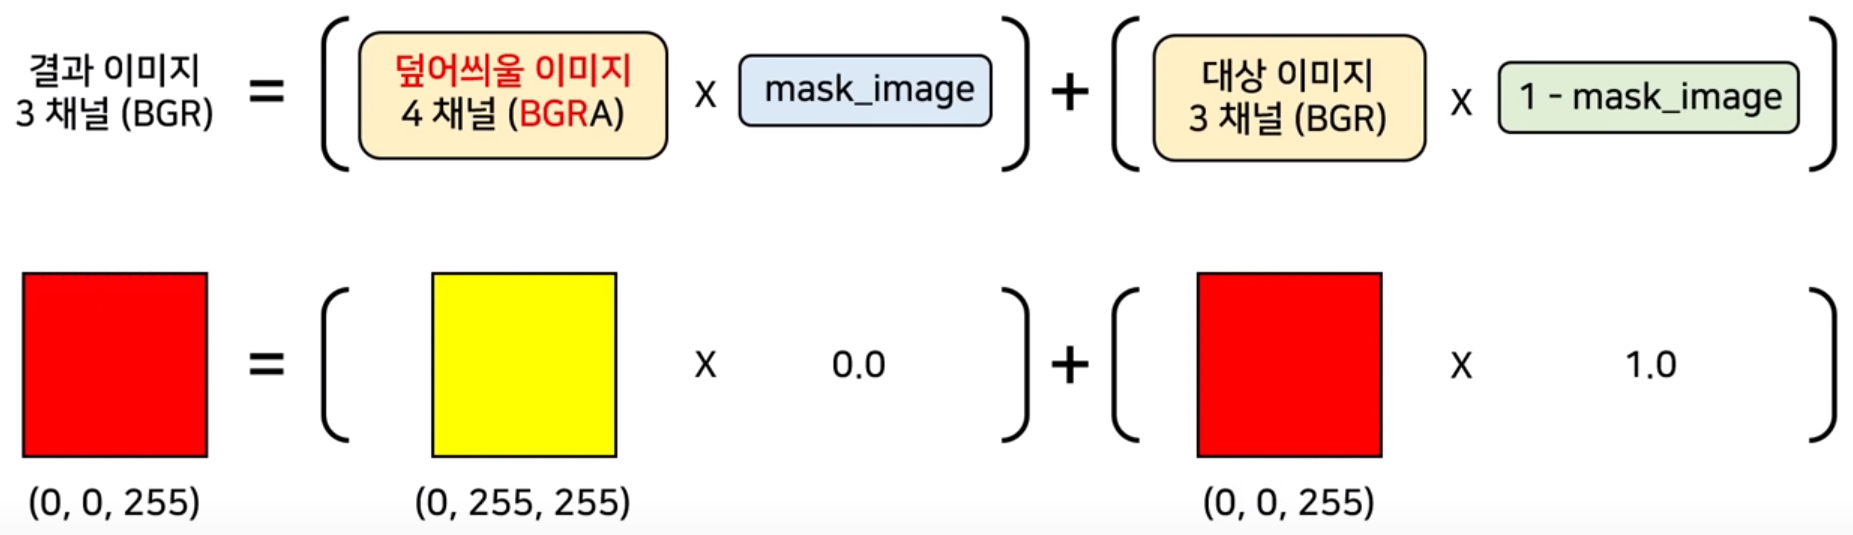 결과 이미지
3 채널 (BGR)
=
덮어씌울 이미지
4 채널 (BGRA)
X
mask_image
+
대상 이미지
3 채널 (BGR)
X
1 - mask_image
=
X
0.0
+
X
1.0
(0, 0, 255)
(0, 255, 255)
(0, 0, 255)